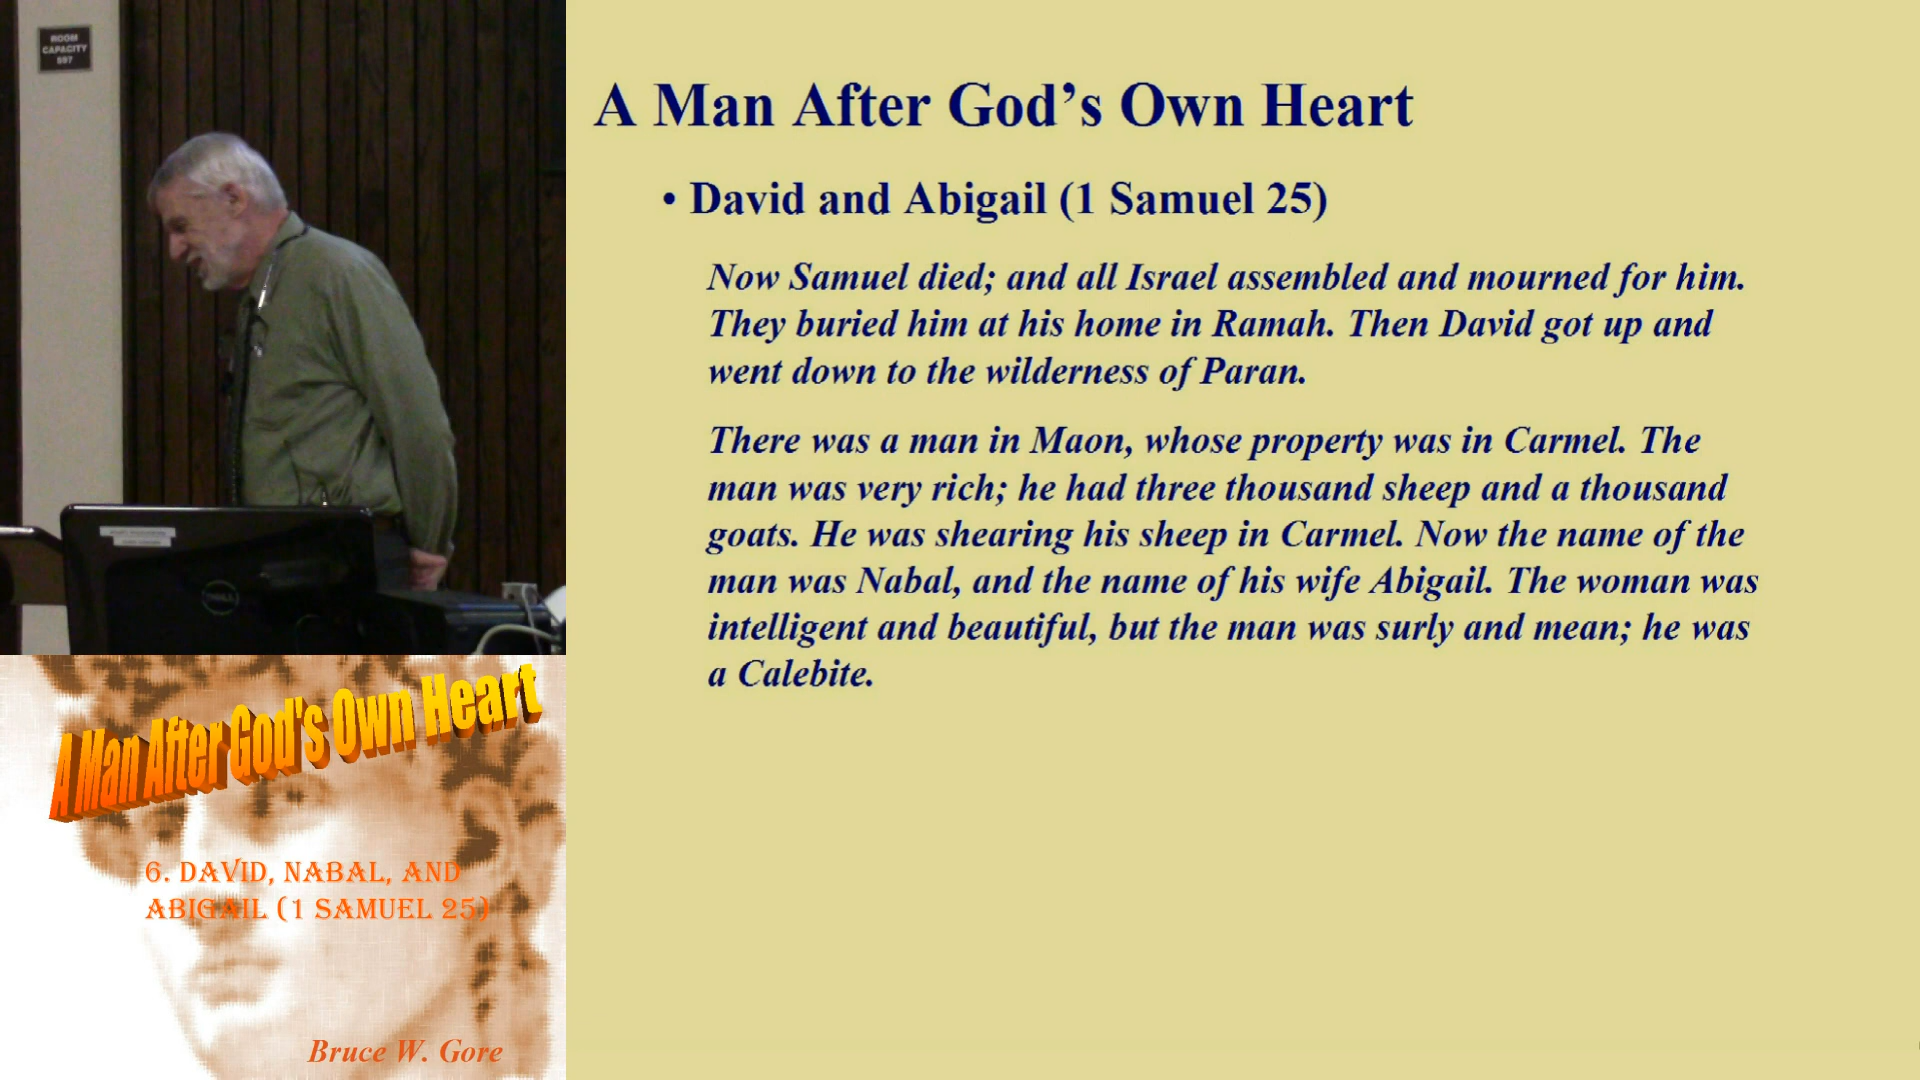 ROOM
CAPACITY
597
A Man After God’s Own Heart
• David and Abigail (1 Samuel 25)
Now Samuel died; and all Israel assembled and mourned for him.
They buried him at his home in Ramah. Then David got up and
went down to the wilderness of Paran.
There was a man in Maon, whose property was in Carmel. The
man was very rich; he had three thousand sheep and a thousand
goats. He was shearing his sheep in Carmel. Now the name of the
man was Nabal, and the name of his wife Abigail. The woman was
intelligent and beautiful, but the man was surly and mean; he was
a Calebite.
DELL
A Man After God's Own Heart
6. DAVID, NABAL, AND
ABIGAIL (1 SAMUEL 25)
Bruce W. Gore